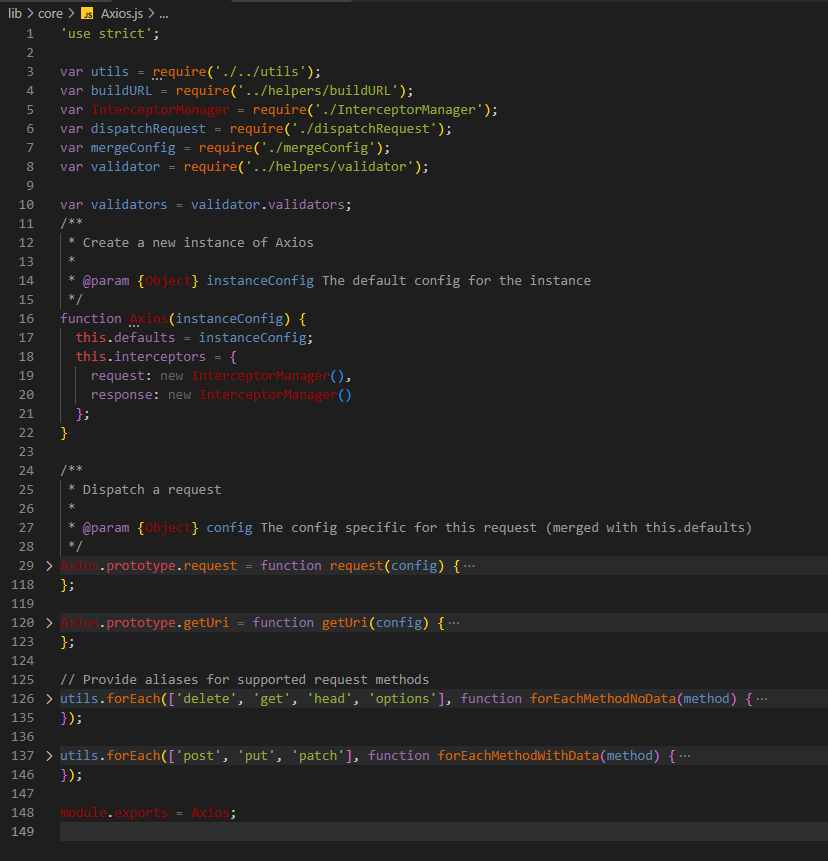 lib > core > JS Axios.js > ...
1 'use strict';
2
3 var utils = require('./../utils');
4 var buildURL = require('../helpers/buildURL');
5 var InterceptorManager = require('./InterceptorManager');
6 var dispatchRequest = require('./dispatchRequest');
7 var mergeConfig = require('./mergeConfig');
8 var validator = require('../helpers/validator');
9
10 var validators = validator.validators;
11 /**
12  * Create a new instance of Axios
13  *
14  * @param {Object} instanceConfig The default config for the instance
15  */
16 function Axios(instanceConfig) {
17   this.defaults = instanceConfig;
18   this.interceptors = {
19     request: new InterceptorManager(),
20     response: new InterceptorManager()
21   };
22 }
23
24 /**
25  * Dispatch a request
26  *
27  * @param {Object} config The config specific for this request (merged with this.defaults)
28  */
29 > Axios.prototype.request = function request(config) { ···
118 };
119
120 > Axios.prototype.getUri = function getUri(config) { ···
123 };
124
125 // Provide aliases for supported request methods
126 > utils.forEach(['delete', 'get', 'head', 'options'], function forEachMethodNoData(method) { ···
135 });
136
137 > utils.forEach(['post', 'put', 'patch'], function forEachMethodWithData(method) { ···
146 });
147
148 module.exports = Axios;
149